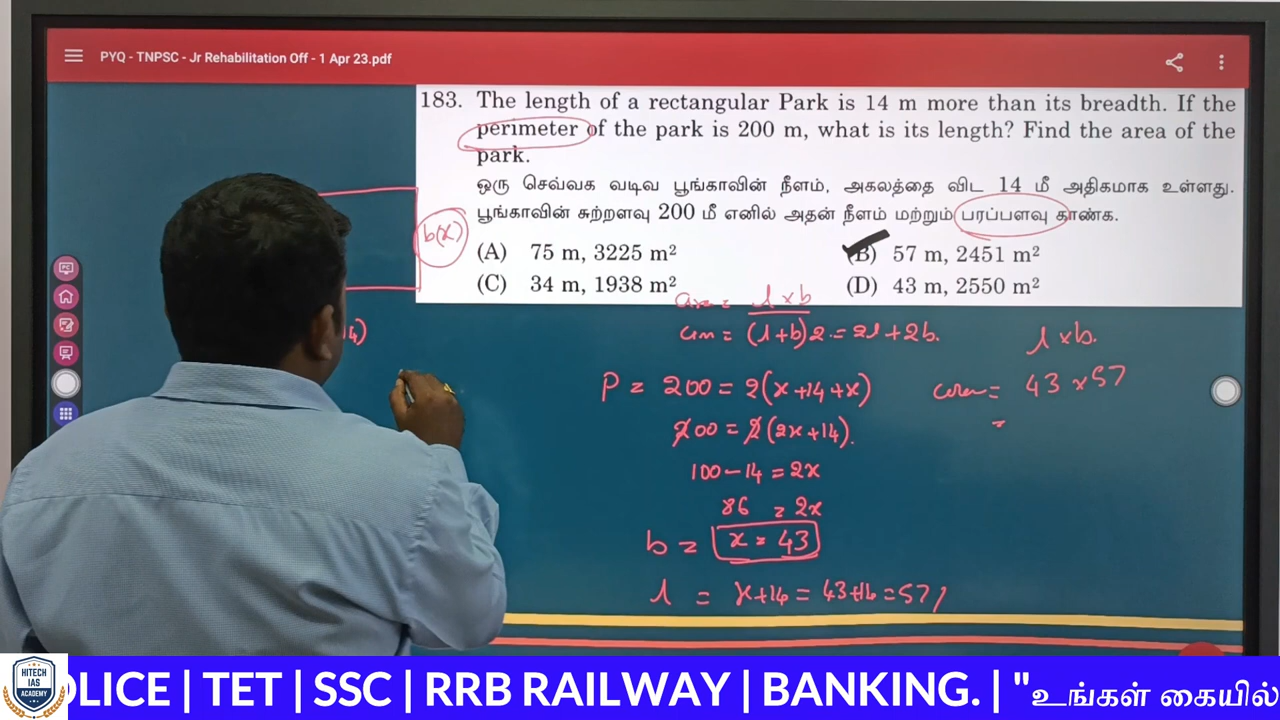 PYQ - TNPSC - Jr Rehabilitation Off - 1 Apr 23.pdf
183. The length of a rectangular Park is 14 m more than its breadth. If the
perimeter of the park is 200 m, what is its length? Find the area of the
park.
ஒரு செவ்வக வடிவ பூங்காவின் நீளம், அகலத்தை விட 14 மீ அதிகமாக உள்ளது.
பூங்காவின் சுற்றளவு 200 மீ எனில் அதன் நீளம் மற்றும் பரப்பளவு காண்க.
b(x)
(A) 75 m, 3225 m²
B) 57 m, 2451 m²
(C) 34 m, 1938 m²
(D) 43 m, 2550 m²
= l × b
= (l+b)2 = 2l + 2b.
4)
l × b.
P = 200 = 2(x+14+x)
area = 43 × 57
=
200 = 2(2x+14).
100 - 14 = 2x
86 = 2x
b = x = 43
l = x+14 = 43+14 = 57
HITECH
IAS
ACADEMY
OLICE | TET | SSC | RRB RAILWAY | BANKING. | "உங்கள் கையில்